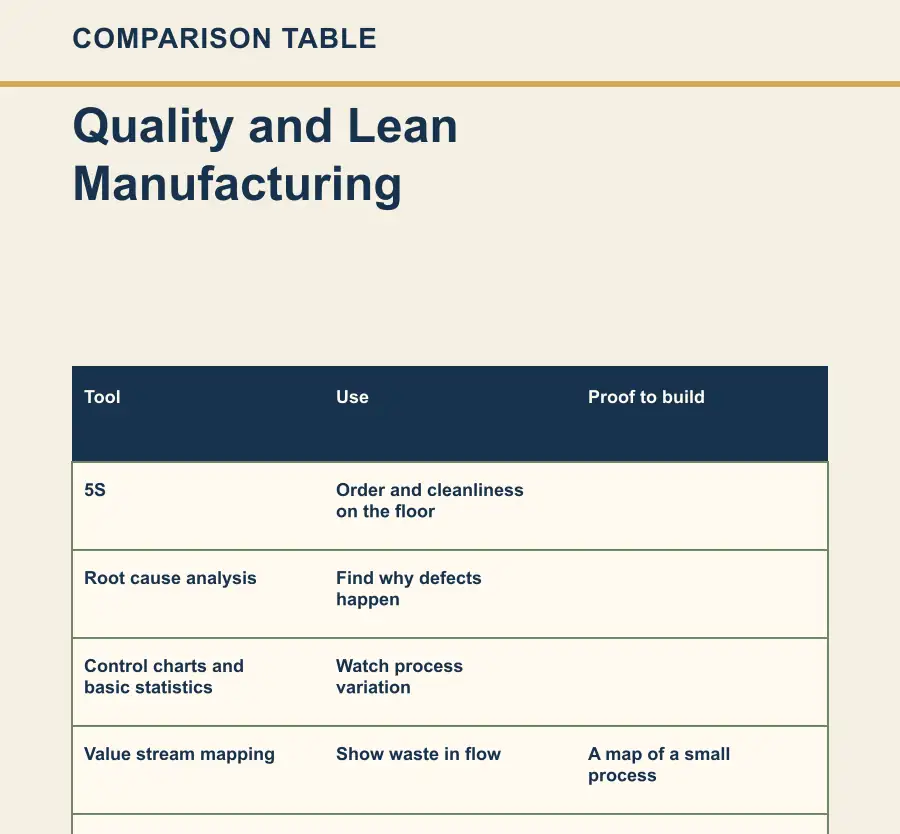 COMPARISON TABLE
Quality and Lean
Manufacturing
Tool Use Proof to build
5S Order and cleanliness
on the floor
Root cause analysis Find why defects
happen
Control charts and Watch process
basic statistics variation
Value stream mapping Show waste in flow A map of a small
process